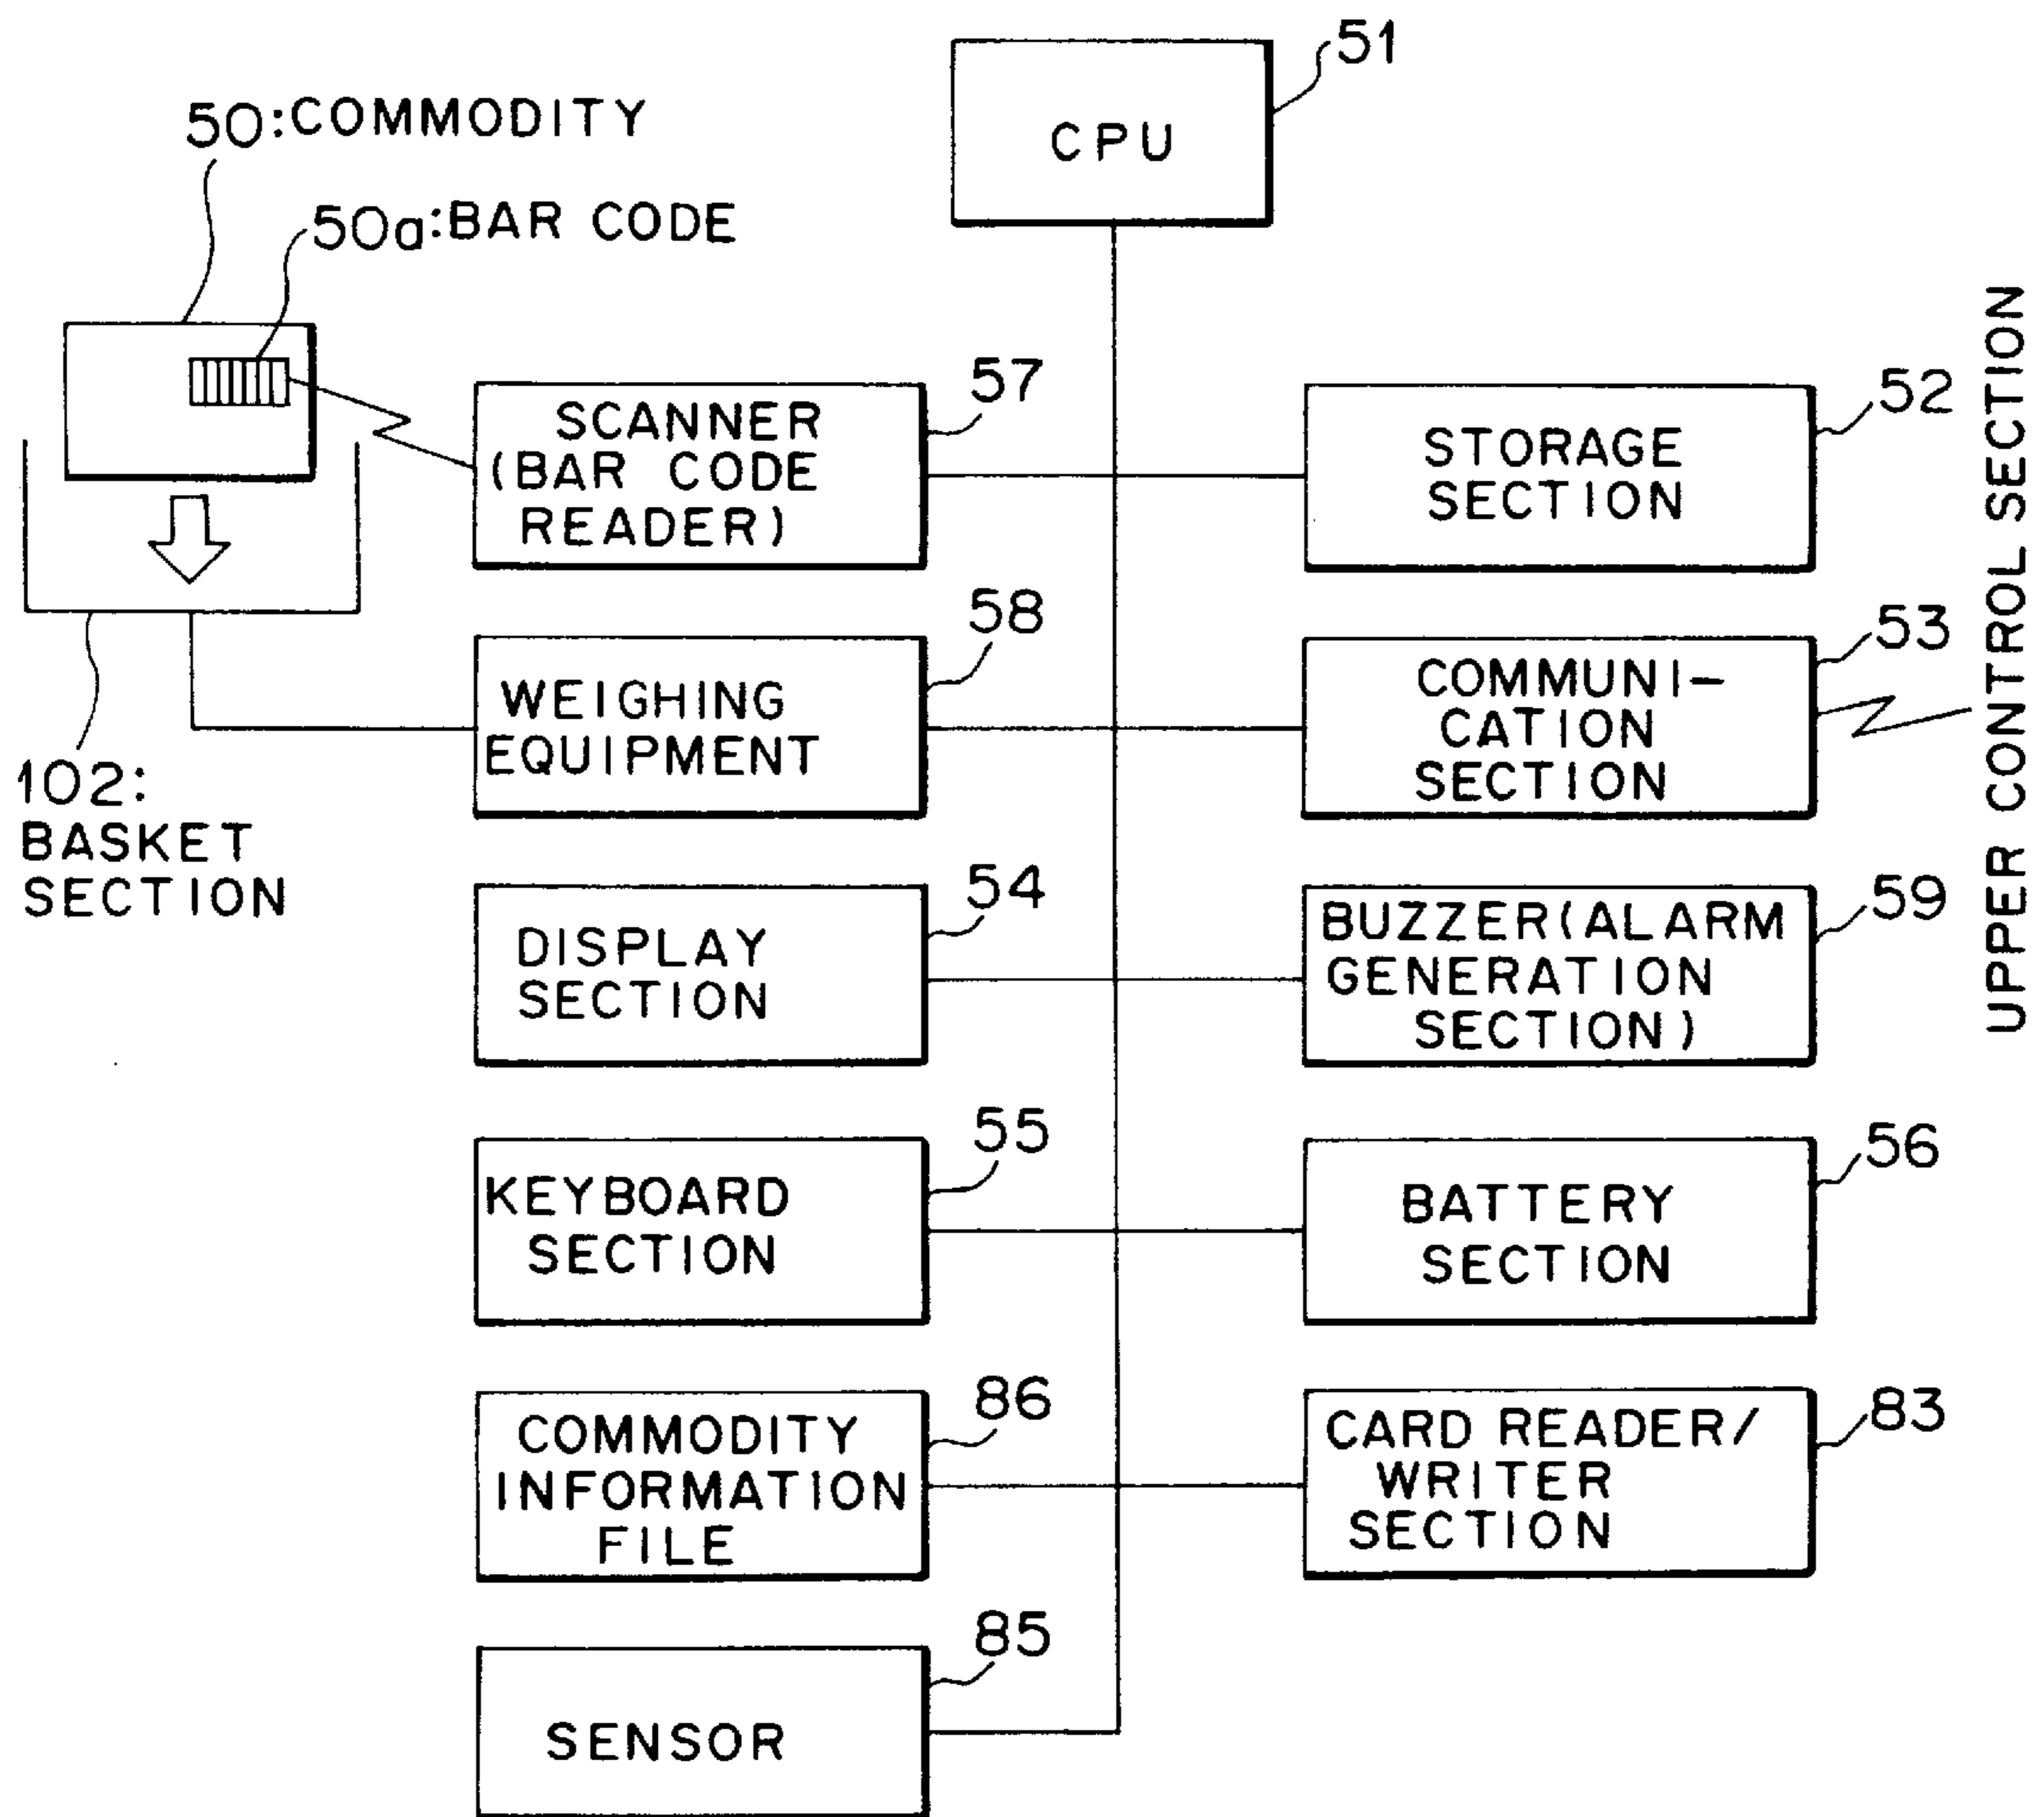 51
CPU
50:COMMODITY
50a:BAR CODE
57
SCANNER
(BAR CODE
READER)
52
STORAGE
SECTION
58
WEIGHING
EQUIPMENT
53
COMMUNI-
CATION
SECTION
UPPER CONTROL SECTION
102:
BASKET
SECTION
54
DISPLAY
SECTION
59
BUZZER(ALARM
GENERATION
SECTION)
55
KEYBOARD
SECTION
56
BATTERY
SECTION
86
COMMODITY
INFORMATION
FILE
83
CARD READER/
WRITER
SECTION
85
SENSOR